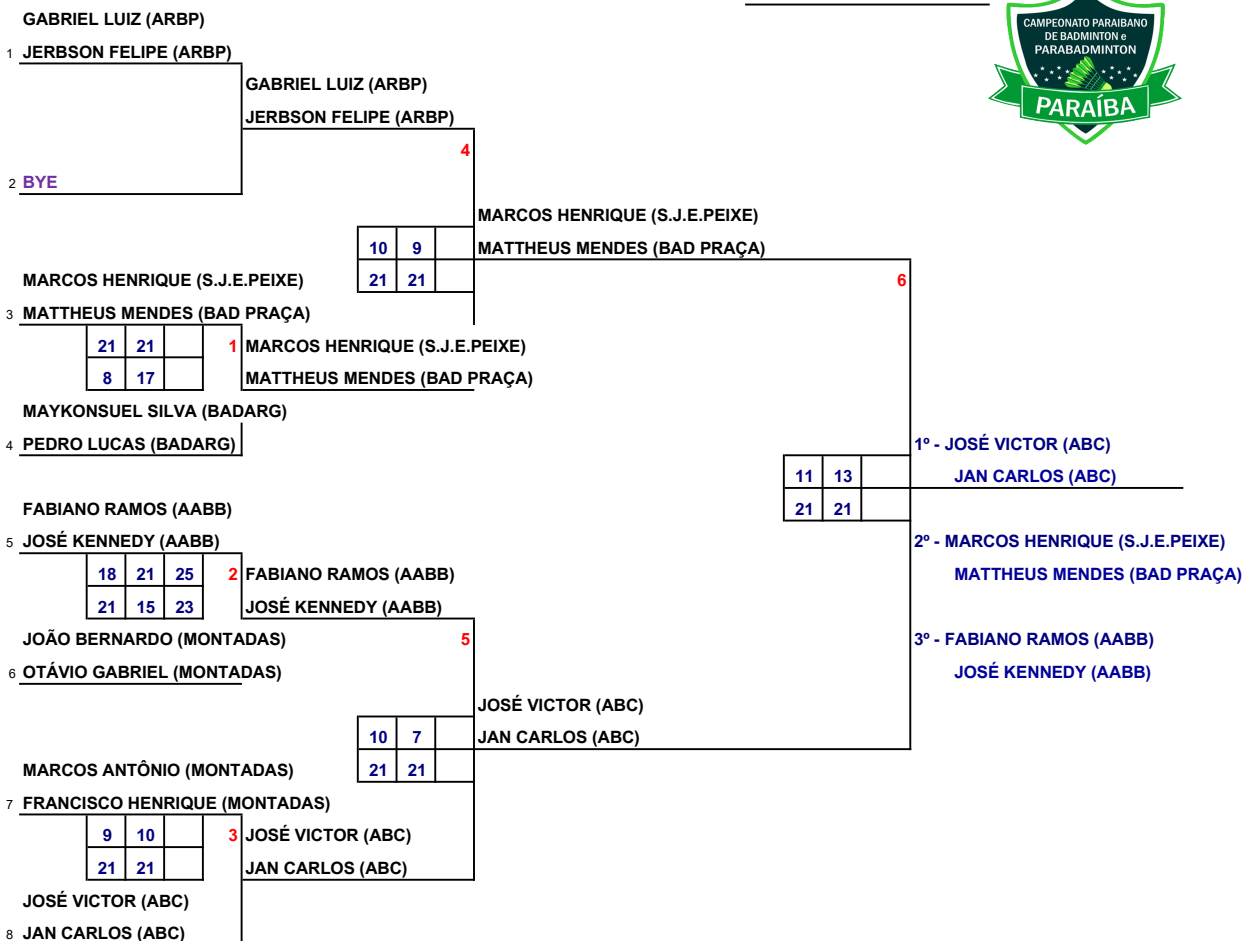 GABRIEL LUIZ (ARBP)
1 JERBSON FELIPE (ARBP)
GABRIEL LUIZ (ARBP)
JERBSON FELIPE (ARBP)
4
2 BYE
MARCOS HENRIQUE (S.J.E.PEIXE)
10 9 MATTHEUS MENDES (BAD PRAÇA)
MARCOS HENRIQUE (S.J.E.PEIXE) 21 21 6
3 MATTHEUS MENDES (BAD PRAÇA)
21 21 1 MARCOS HENRIQUE (S.J.E.PEIXE)
8 17 MATTHEUS MENDES (BAD PRAÇA)
MAYKONSUEL SILVA (BADARG)
4 PEDRO LUCAS (BADARG)
1º - JOSÉ VICTOR (ABC)
11 13 JAN CARLOS (ABC)
FABIANO RAMOS (AABB) 21 21
5 JOSÉ KENNEDY (AABB)
2º - MARCOS HENRIQUE (S.J.E.PEIXE)
18 21 25 2 FABIANO RAMOS (AABB) MATTHEUS MENDES (BAD PRAÇA)
21 15 23 JOSÉ KENNEDY (AABB)
JOÃO BERNARDO (MONTADAS) 5 3º - FABIANO RAMOS (AABB)
6 OTÁVIO GABRIEL (MONTADAS) JOSÉ KENNEDY (AABB)
JOSÉ VICTOR (ABC)
10 7 JAN CARLOS (ABC)
MARCOS ANTÔNIO (MONTADAS) 21 21
7 FRANCISCO HENRIQUE (MONTADAS)
9 10 3 JOSÉ VICTOR (ABC)
21 21 JAN CARLOS (ABC)
JOSÉ VICTOR (ABC)
8 JAN CARLOS (ABC)
CAMPEONATO PARAIBANO
DE BADMINTON e
PARABADMINTON
PARAÍBA